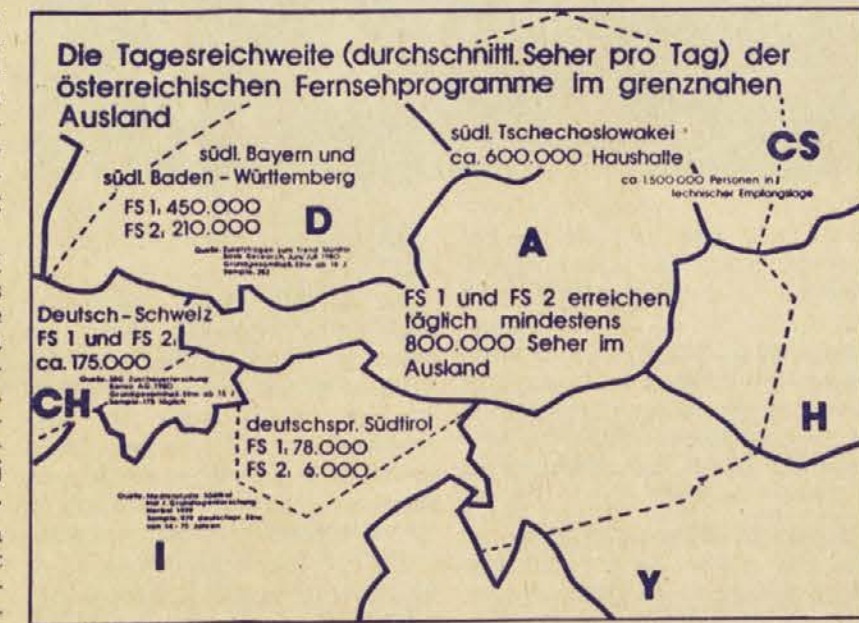 Die Tagesreichweite (durchschnittl. Seher pro Tag) der
österreichischen Fernsehprogramme im grenznahen
Ausland
südl. Bayern und
südl. Baden - Württemberg
FS 1: 450.000
FS 2: 210.000
D
südl. Tschechoslowakei
ca. 600.000 Haushalte
ca 1500000 Personen in
technischer Empfangslage
CS
A
FS 1 und FS 2 erreichen
täglich mindestens
800.000 Seher im
Ausland
Deutsch - Schweiz
FS 1 und FS 2:
ca. 175.000
CH
deutschspr. Südtirol
FS 1: 78.000
FS 2: 6.000
H
I
Y